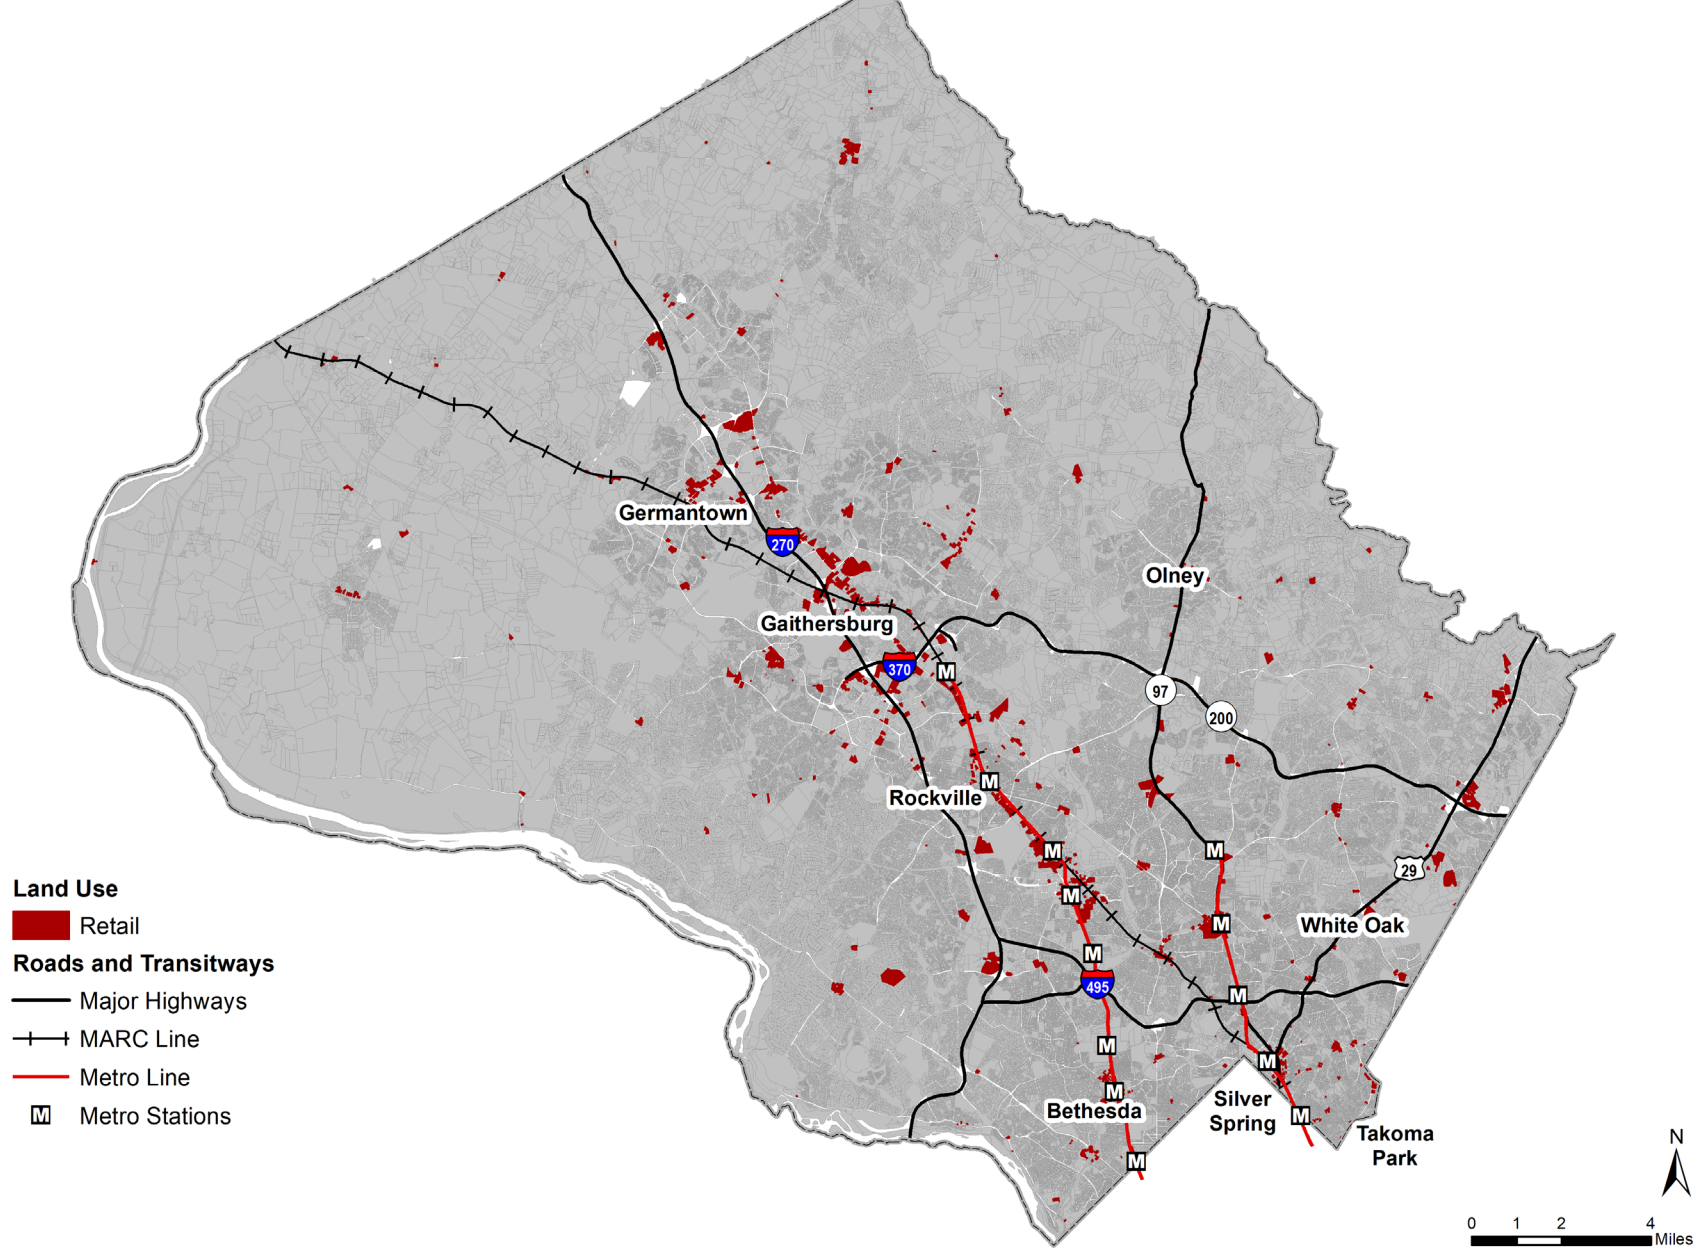 Germantown
270
Olney
Gaithersburg
370
M
97
200
M
Rockville
M
M
29
Land Use
M
Retail
M
White Oak
M
Roads and Transitways
495
M
Major Highways
MARC Line
M
M
Metro Line
M
Silver
Spring
Bethesda
M
M
Metro Stations
Takoma
Park
M
N
0 1 2 4
Miles